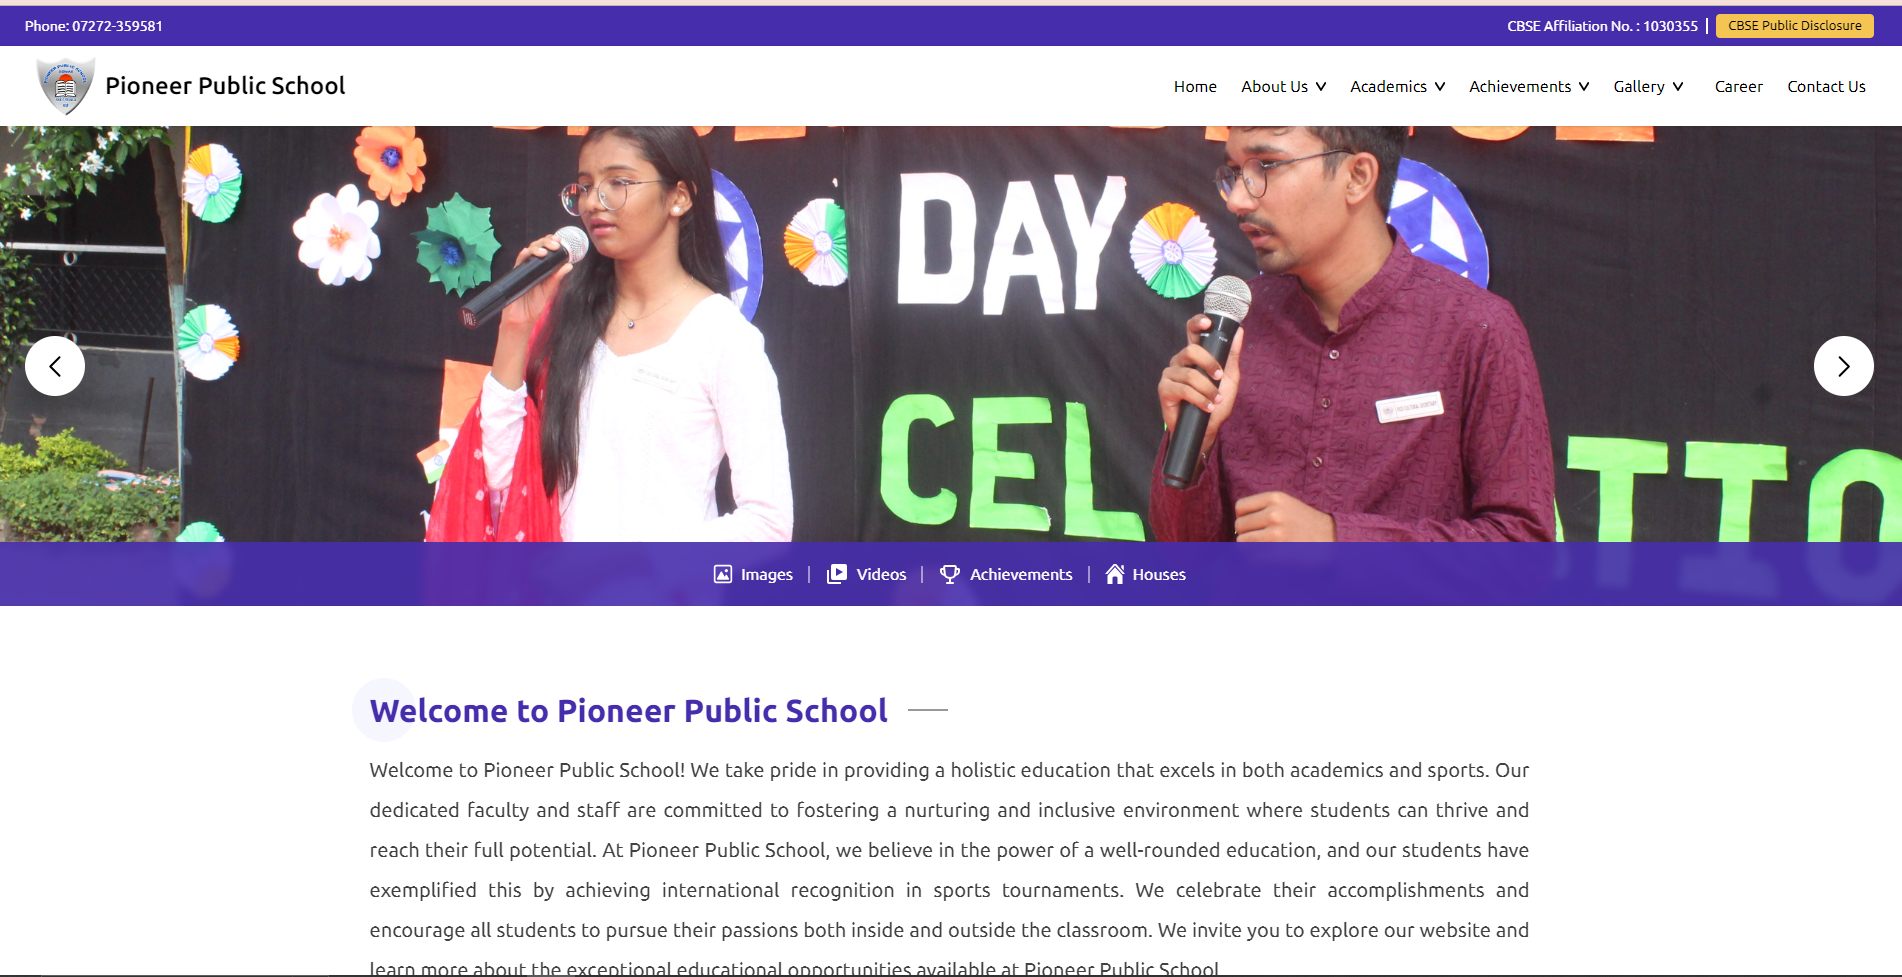 Phone: 07272-359581
CBSE Affiliation No. : 1030355
CBSE Public Disclosure
Pioneer Public School
Home About Us Academics Achievements Gallery Career Contact Us
DAY
CEL
TIO
Images | Videos | Achievements | Houses
Welcome to Pioneer Public School
Welcome to Pioneer Public School! We take pride in providing a holistic education that excels in both academics and sports. Our
dedicated faculty and staff are committed to fostering a nurturing and inclusive environment where students can thrive and
reach their full potential. At Pioneer Public School, we believe in the power of a well-rounded education, and our students have
exemplified this by achieving international recognition in sports tournaments. We celebrate their accomplishments and
encourage all students to pursue their passions both inside and outside the classroom. We invite you to explore our website and
learn more about the exceptional educational opportunities available at Pioneer Public School